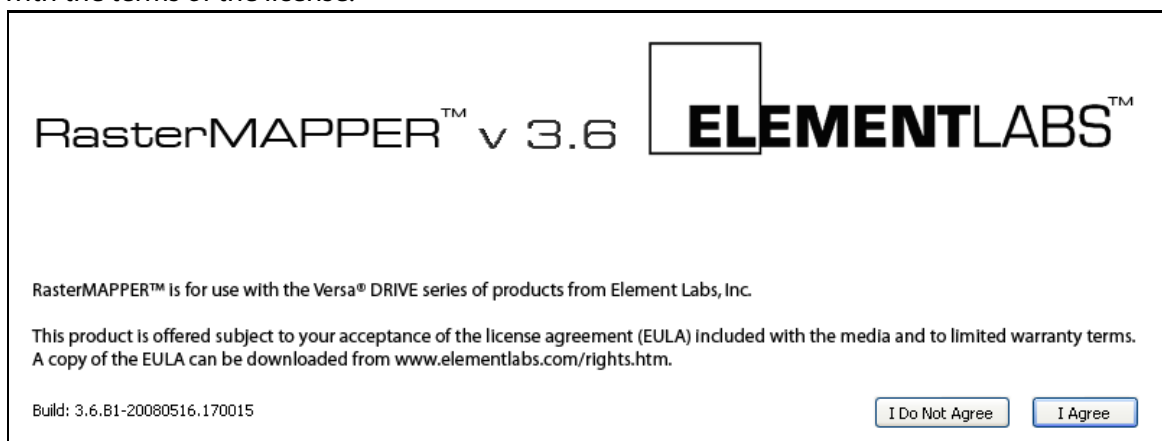 with the terms of the license.
RasterMAPPER™ v 3.6 ELEMENTLABS™
RasterMAPPER™ is for use with the Versa® DRIVE series of products from Element Labs, Inc.
This product is offered subject to your acceptance of the license agreement (EULA) included with the media and to limited warranty terms.
A copy of the EULA can be downloaded from www.elementlabs.com/rights.htm.
Build: 3.6.B1-20080516.170015 I Do Not Agree I Agree